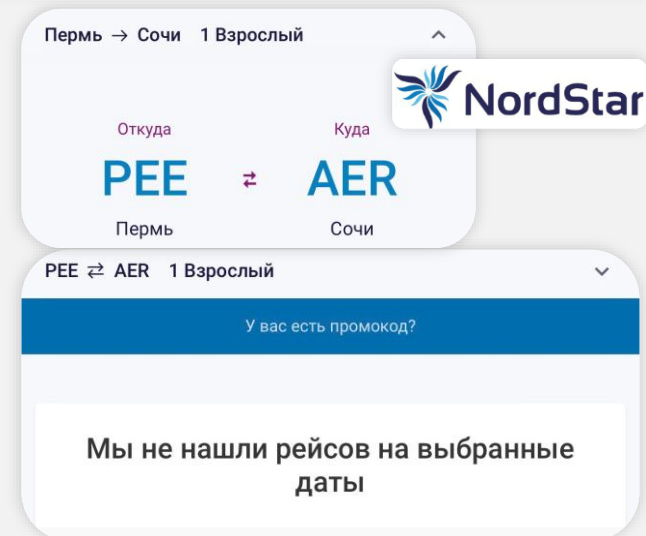 Пермь → Сочи 1 Взрослый
NordStar
Откуда Куда
PEE ⇄ AER
Пермь Сочи
PEE ⇄ AER 1 Взрослый
У вас есть промокод?
Мы не нашли рейсов на выбранные
даты